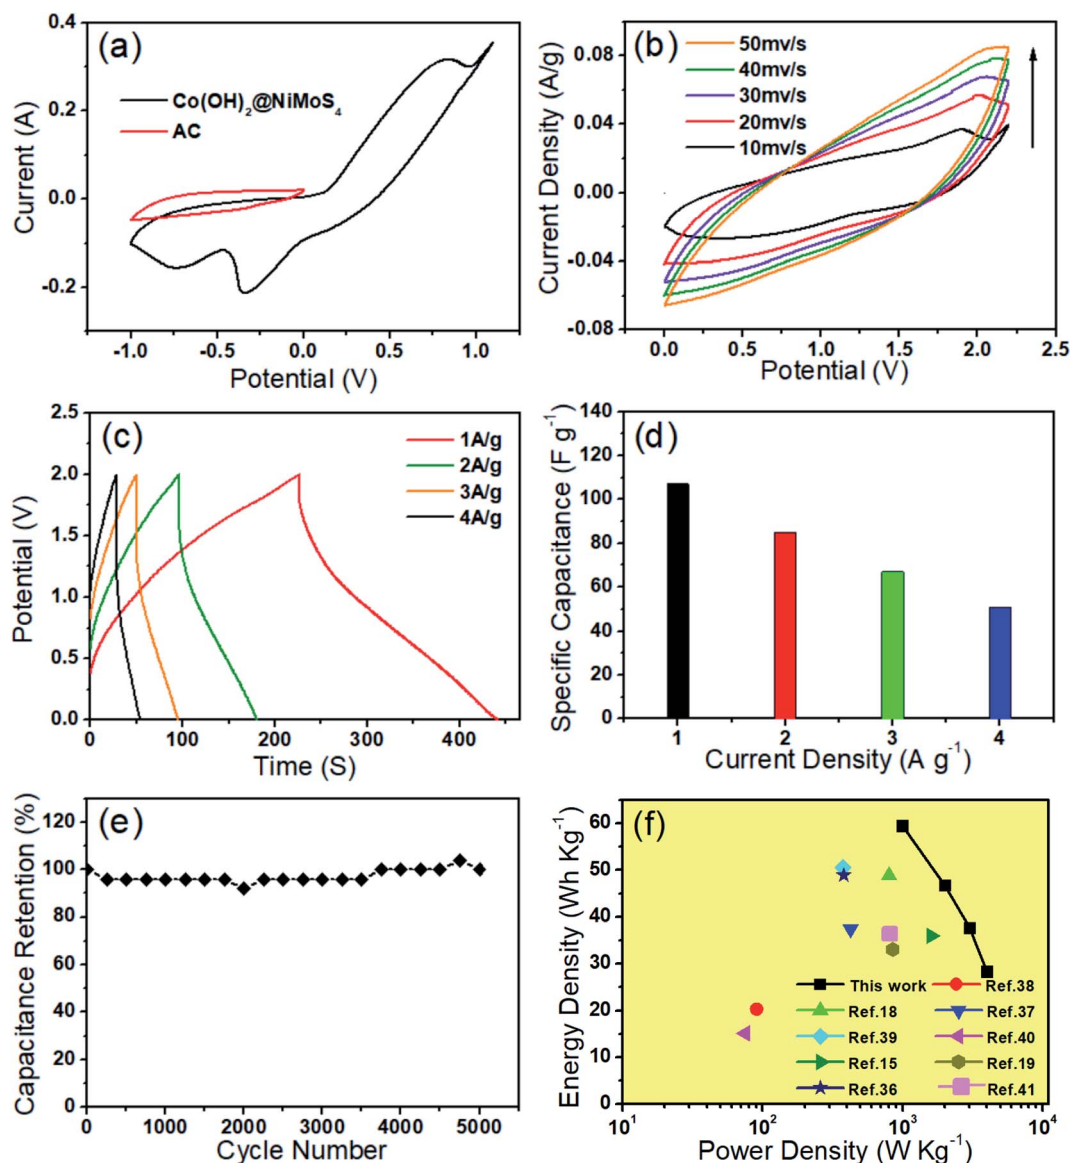 (a)
Co(OH)₂@NiMoS₄
AC
Current (A)
0.4
0.2
0.0
-0.2
-1.0 -0.5 0.0 0.5 1.0
Potential (V)
(b)
50mv/s
40mv/s
30mv/s
20mv/s
10mv/s
Current Density (A/g)
0.08
0.04
0.00
-0.04
-0.08
0.0 0.5 1.0 1.5 2.0 2.5
Potential (V)
(c)
1A/g
2A/g
3A/g
4A/g
Potential (V)
2.5
2.0
1.5
1.0
0.5
0.0
0 100 200 300 400
Time (S)
(d)
Specific Capacitance (F g⁻¹)
140
120
100
80
60
40
20
0
1 2 3 4
Current Density (A g⁻¹)
(e)
Capacitance Retention (%)
120
100
80
60
40
20
0
0 1000 2000 3000 4000 5000
Cycle Number
(f)
Energy Density (Wh Kg⁻¹)
60
50
40
30
20
10
0
This work Ref.38
Ref.18 Ref.37
Ref.39 Ref.40
Ref.15 Ref.19
Ref.36 Ref.41
10¹ 10² 10³ 10⁴
Power Density (W Kg⁻¹)